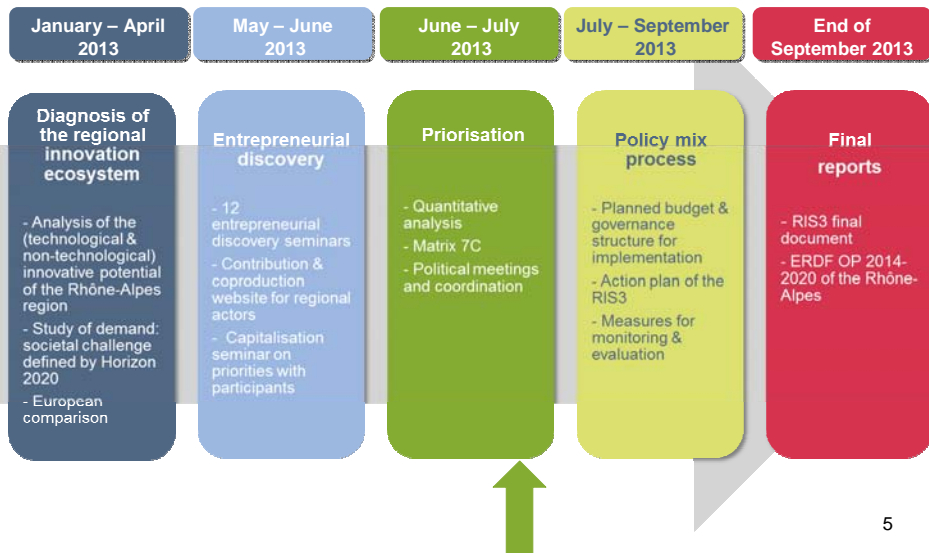 January – April
2013
May – June
2013
June – July
2013
July – September
2013
End of
September 2013
Diagnosis of
the regional
innovation
ecosystem
- Analysis of the
(technological &
non-technological)
innovative potential
of the Rhône-Alpes
region
- Study of demand:
societal challenge
defined by Horizon
2020
- European
comparison
Entrepreneurial
discovery
- 12
entrepreneurial
discovery seminars
- Contribution &
coproduction
website for regional
actors
- Capitalisation
seminar on
priorities with
participants
Priorisation
- Quantitative
analysis
- Matrix 7C
- Political meetings
and coordination
Policy mix
process
- Planned budget &
governance
structure for
implementation
- Action plan of the
RIS3
- Measures for
monitoring &
evaluation
Final
reports
- RIS3 final
document
- ERDF OP 2014-
2020 of the Rhône-
Alpes
5